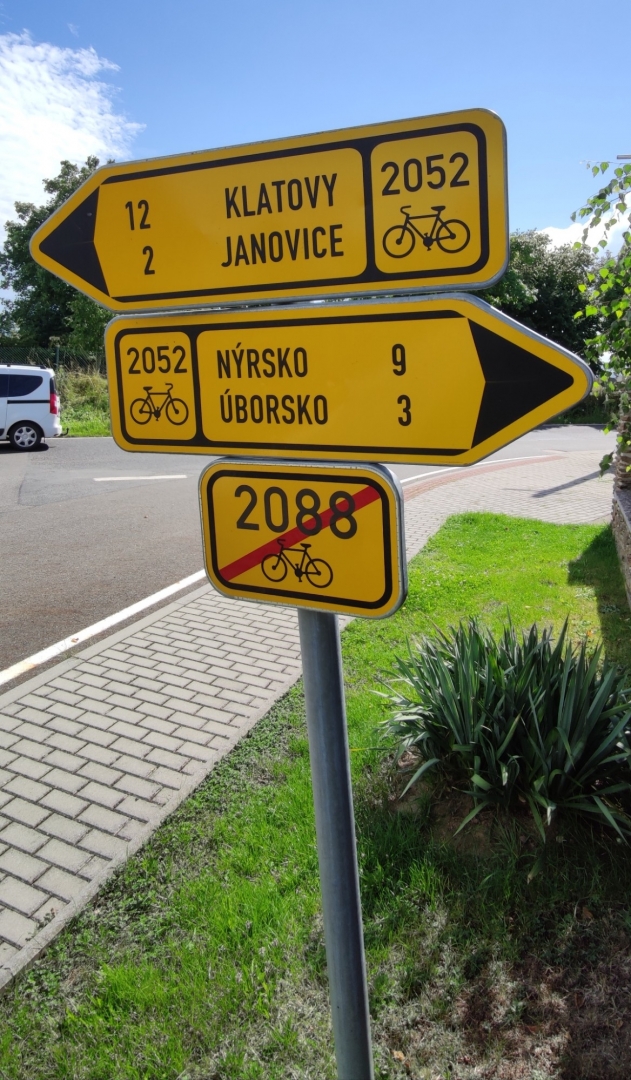 12 KLATOVY 2052
2 JANOVICE
2052 NÝRSKO 9
ÚBORSKO 3
2088